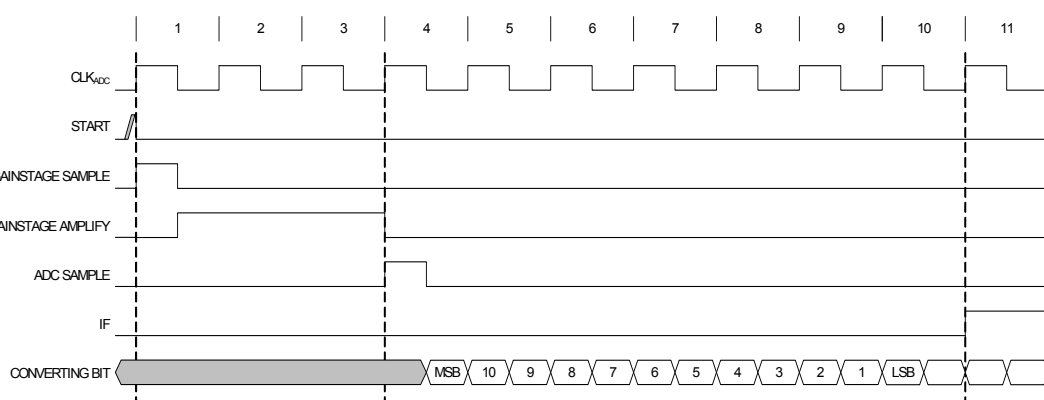 1 2 3 4 5 6 7 8 9 10 11
CLKADC
START
AINSTAGE SAMPLE
AINSTAGE AMPLIFY
ADC SAMPLE
IF
CONVERTING BIT MSB 10 9 8 7 6 5 4 3 2 1 LSB